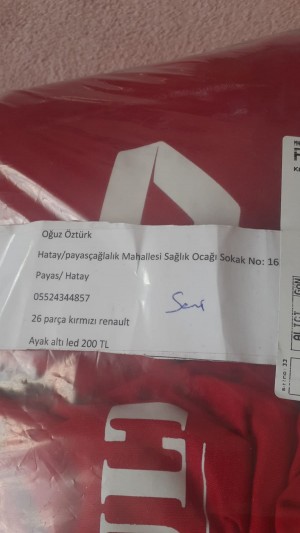 Oğuz Öztürk
Hatay/payasçağlalık Mahallesi Sağlık Ocağı Sokak No: 16
Payas/ Hatay
05524344857
26 parça kırmızı renault
Ayak altı led 200 TL